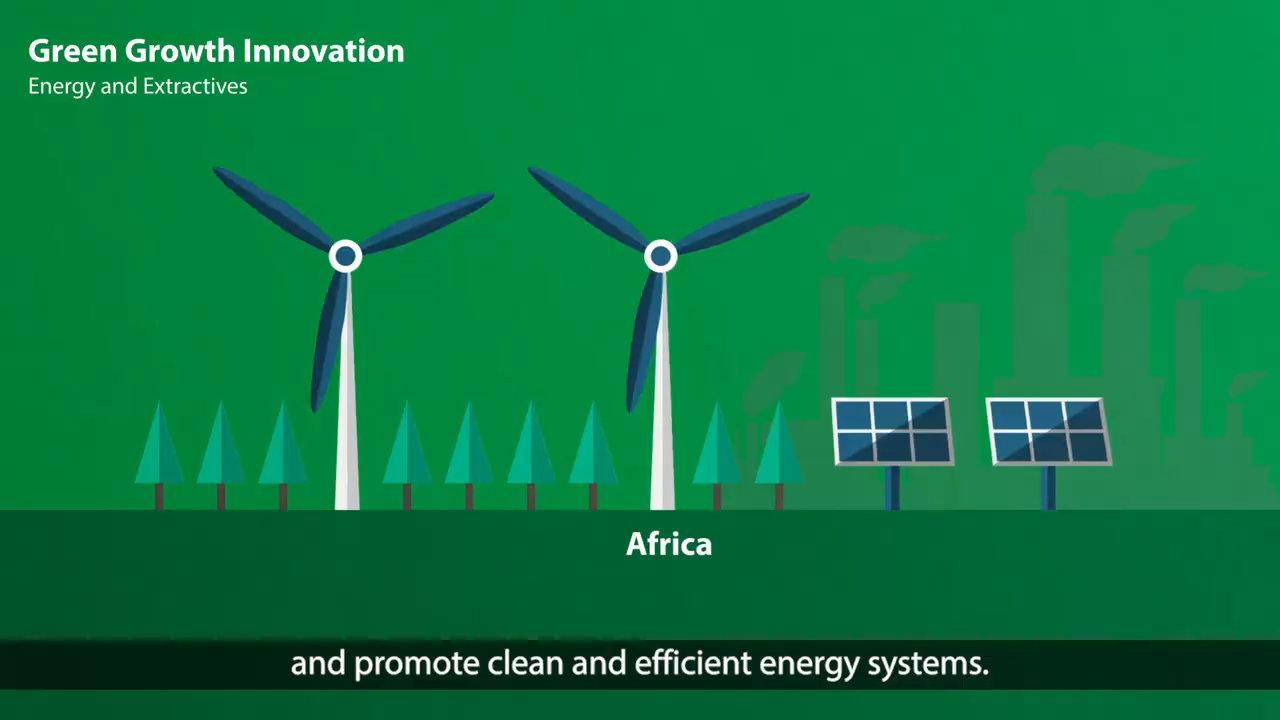 Green Growth Innovation
Energy and Extractives
Africa
and promote clean and efficient energy systems.